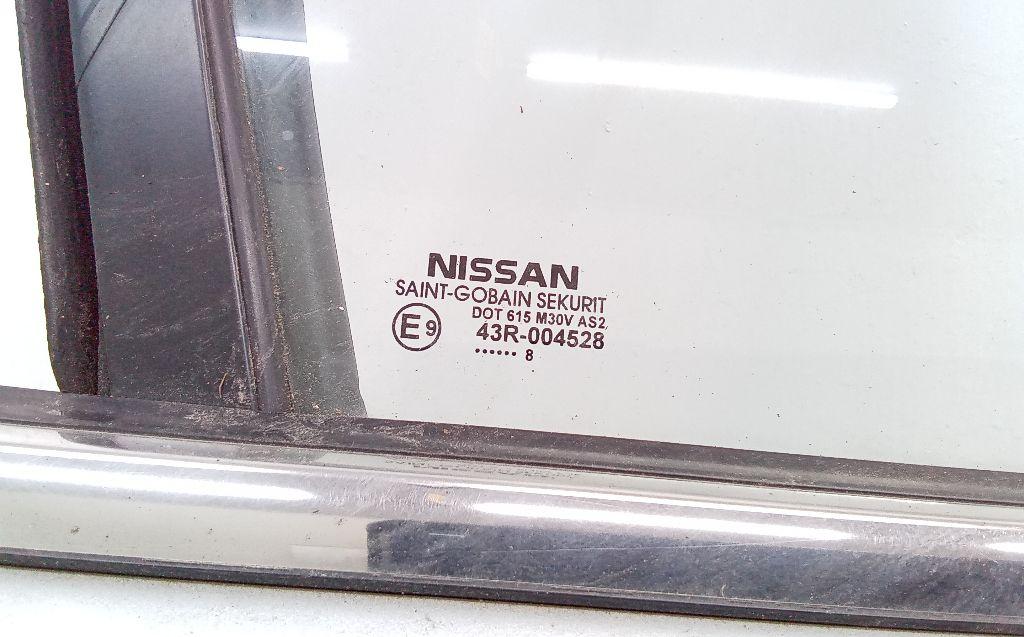 NISSAN
SAINT-GOBAIN SEKURIT
DOT 615 M30V AS2
E9
43R-004528
...... 8